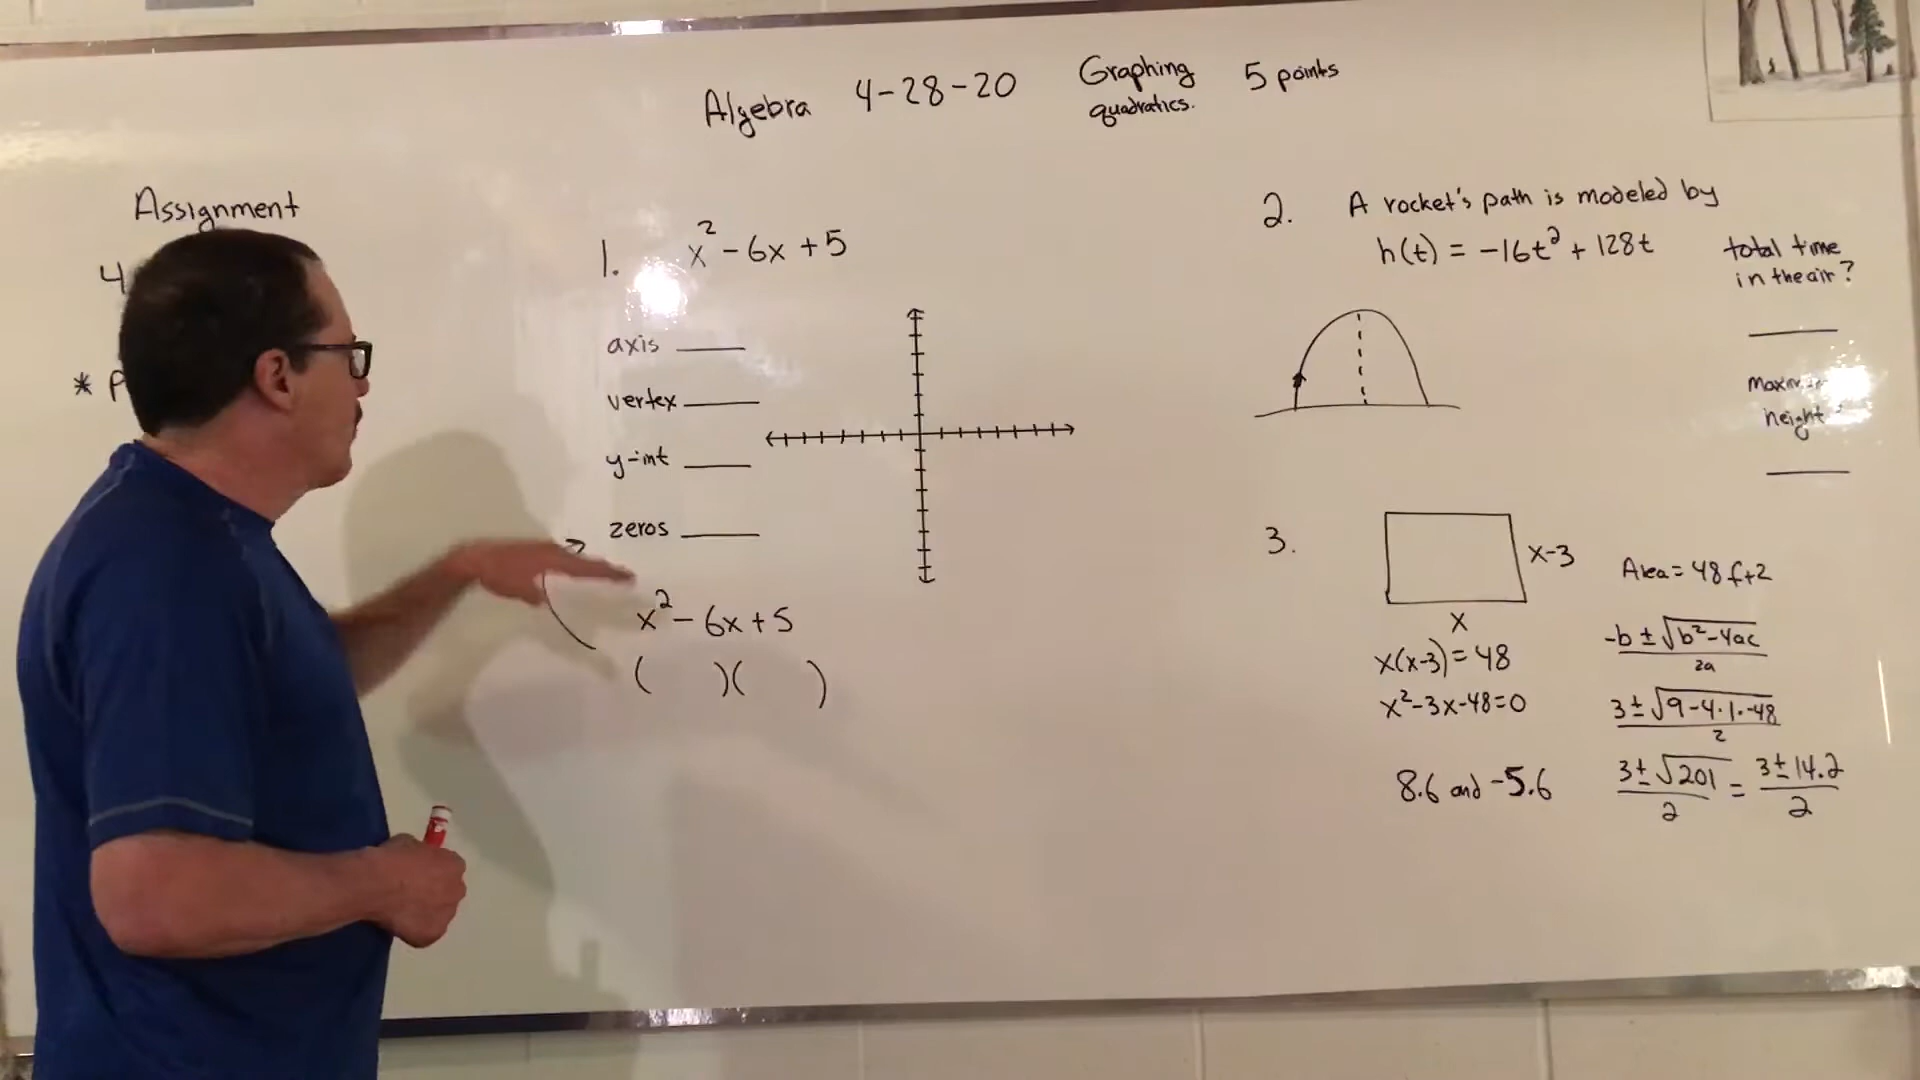 Algebra 4-28-20 Graphing quadratics. 5 points
Assignment
4
*
1. x² - 6x + 5
axis
vertex
y-int
zeros
x² - 6x + 5
( )( )
2. A rocket's path is modeled by
h(t) = -16t² + 128t
total time
in the air?
height
3.
x-3
x
Area = 48 ft2
x(x-3) = 48
x²-3x-48=0
8.6 and -5.6
-b ± √b²-4ac
2a
3 ± √9-4·1·-48
2
3 ± √201 = 3 ± 14.2
2 2